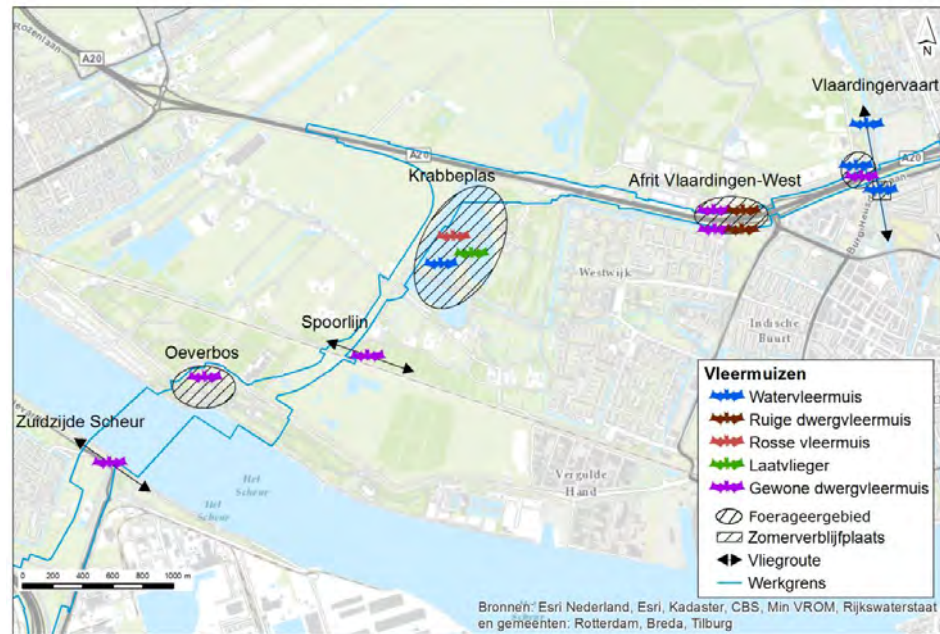 Rozenlaan
A20
N
Vlaardingervaart
A20
A20
Krabbeplas
Afrit Vlaardingen-West
Westwijk
Spoorlijn
Indische
Buurt
Oeverbos
Zuidzijde Scheur
Het
Scheur
Het
Scheur
Vergulde
Hand
Vleermuizen
Watervleermuis
Ruige dwergvleermuis
Rosse vleermuis
Laatvlieger
Gewone dwergvleermuis
Foerageergebied
Zomerverblijfplaats
Vliegroute
Werkgrens
0 200 400 600 800 1000 m
Bronnen: Esri Nederland, Esri, Kadaster, CBS, Min VROM, Rijkswaterstaat
en gemeenten: Rotterdam, Breda, Tilburg